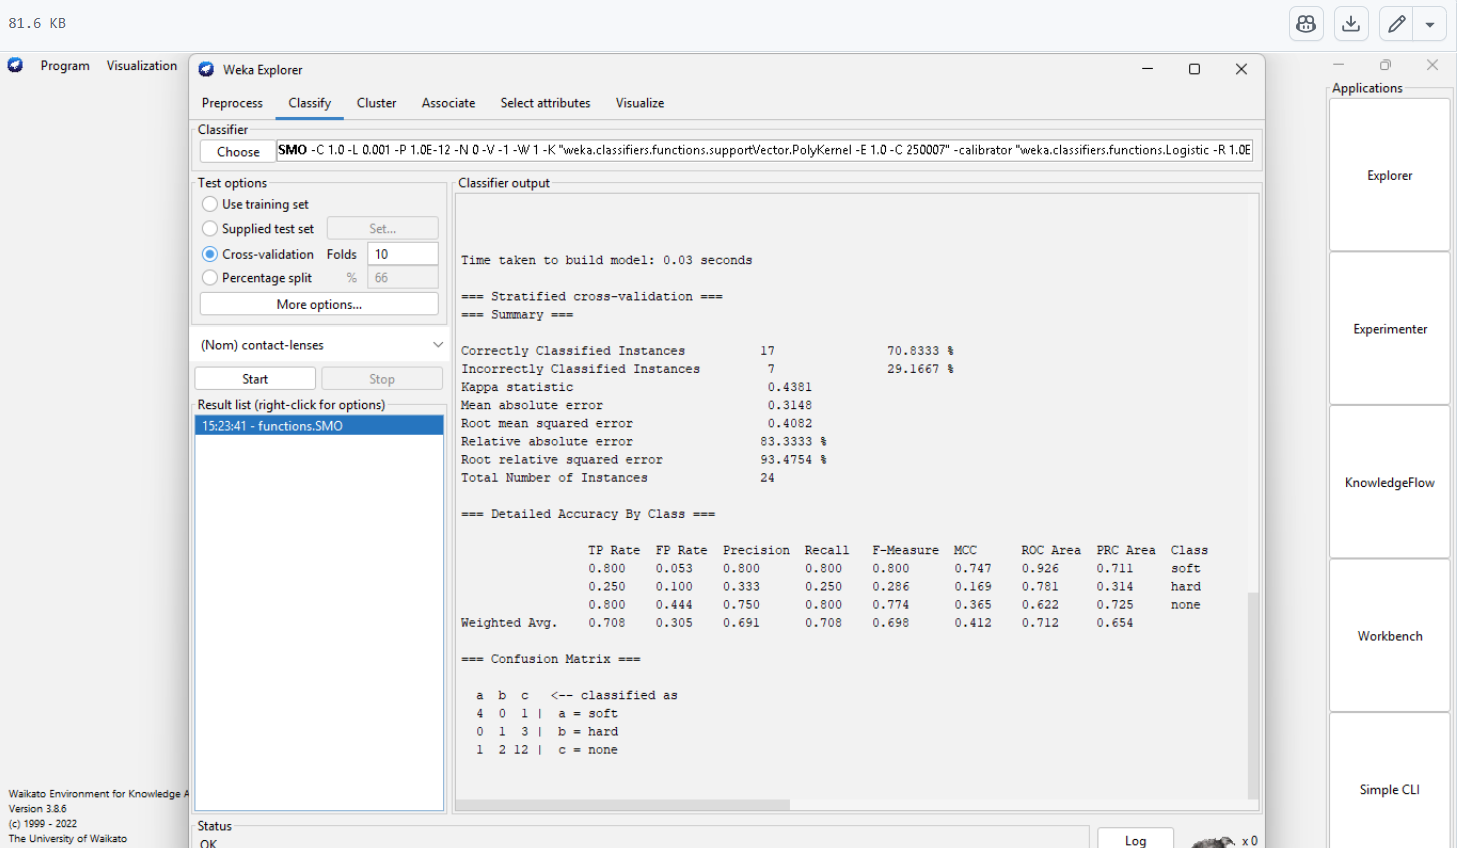 81.6 KB
Program Visualization
Weka Explorer
Preprocess Classify Cluster Associate Select attributes Visualize
Classifier
Choose SMO -C 1.0 -L 0.001 -P 1.0E-12 -N 0 -V -1 -W 1 -K "weka.classifiers.functions.supportVector.PolyKernel -E 1.0 -C 250007" -calibrator "weka.classifiers.functions.Logistic -R 1.0E
Test options
Use training set
Supplied test set Set...
Cross-validation Folds 10
Percentage split % 66
More options...
(Nom) contact-lenses
Start Stop
Result list (right-click for options)
15:23:41 - functions.SMO
Classifier output
Time taken to build model: 0.03 seconds
=== Stratified cross-validation ===
=== Summary ===
Correctly Classified Instances 17 70.8333 %
Incorrectly Classified Instances 7 29.1667 %
Kappa statistic 0.4381
Mean absolute error 0.3148
Root mean squared error 0.4082
Relative absolute error 83.3333 %
Root relative squared error 93.4754 %
Total Number of Instances 24
=== Detailed Accuracy By Class ===
TP Rate FP Rate Precision Recall F-Measure MCC ROC Area PRC Area Class
0.800 0.053 0.800 0.800 0.800 0.747 0.926 0.711 soft
0.250 0.100 0.333 0.250 0.286 0.169 0.781 0.314 hard
0.800 0.444 0.750 0.800 0.774 0.365 0.622 0.725 none
Weighted Avg. 0.708 0.305 0.691 0.708 0.698 0.412 0.712 0.654
=== Confusion Matrix ===
a b c <-- classified as
4 0 1 | a = soft
0 1 3 | b = hard
1 2 12 | c = none
Status
OK
Log x 0
Applications
Explorer
Experimenter
KnowledgeFlow
Workbench
Simple CLI
Waikato Environment for Knowledge A
Version 3.8.6
(c) 1999 - 2022
The University of Waikato